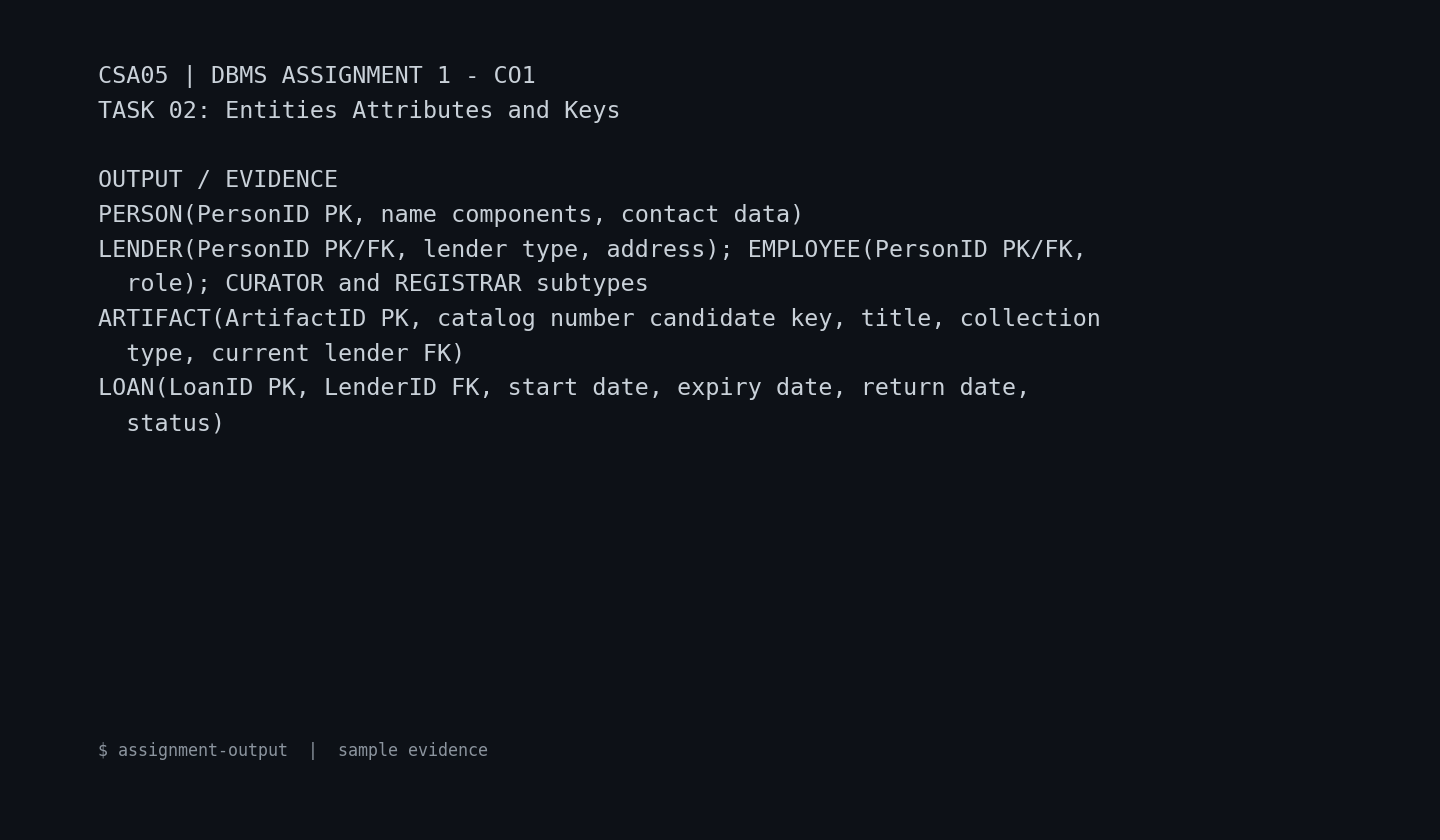 CSA05 | DBMS ASSIGNMENT 1 - CO1
TASK 02: Entities Attributes and Keys
OUTPUT / EVIDENCE
PERSON(PersonID PK, name components, contact data)
LENDER(PersonID PK/FK, lender type, address); EMPLOYEE(PersonID PK/FK,
role); CURATOR and REGISTRAR subtypes
ARTIFACT(ArtifactID PK, catalog number candidate key, title, collection
type, current lender FK)
LOAN(LoanID PK, LenderID FK, start date, expiry date, return date,
status)
$ assignment-output | sample evidence